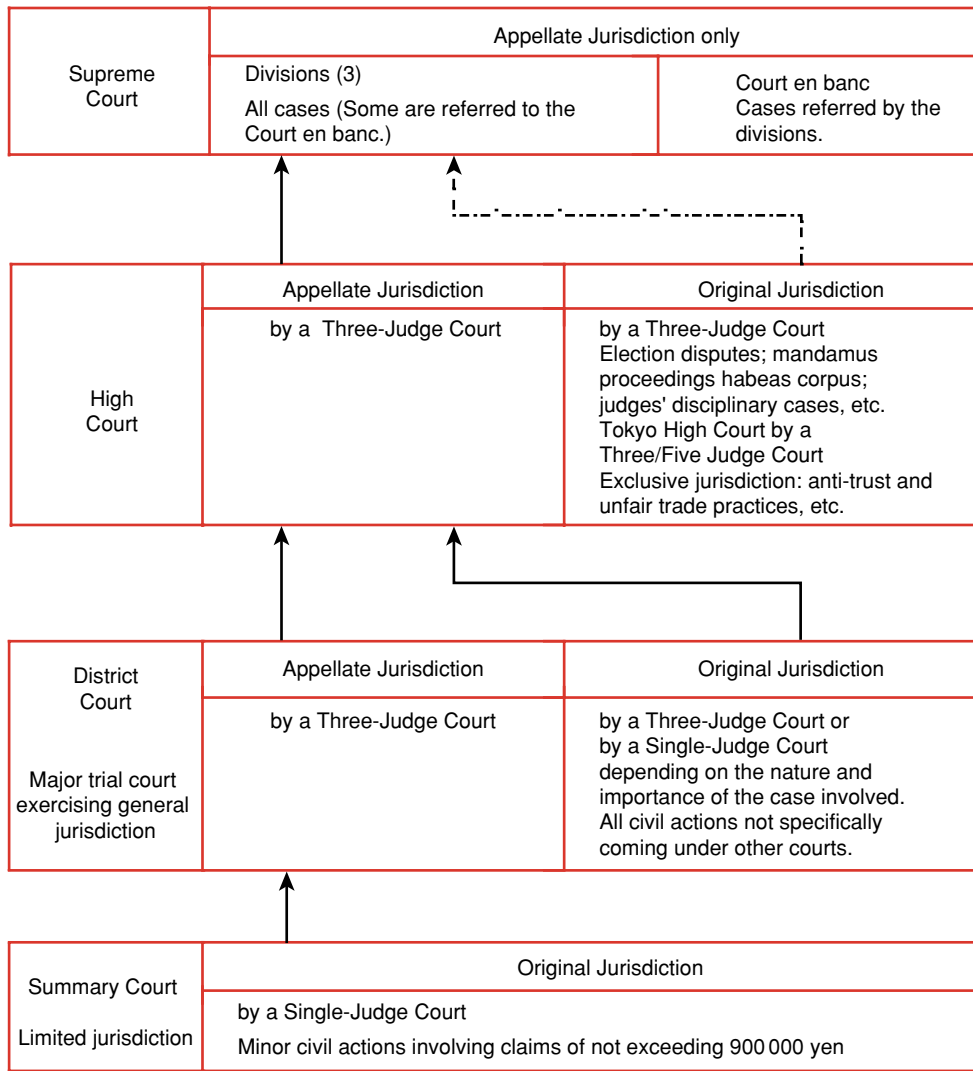 Supreme
Court
Appellate Jurisdiction only
Divisions (3)
All cases (Some are referred to the
Court en banc.)
Court en banc
Cases referred by the
divisions.
High
Court
Appellate Jurisdiction
by a Three-Judge Court
Original Jurisdiction
by a Three-Judge Court
Election disputes; mandamus
proceedings habeas corpus;
judges' disciplinary cases, etc.
Tokyo High Court by a
Three/Five Judge Court
Exclusive jurisdiction: anti-trust and
unfair trade practices, etc.
District
Court
Major trial court
exercising general
jurisdiction
Appellate Jurisdiction
by a Three-Judge Court
Original Jurisdiction
by a Three-Judge Court or
by a Single-Judge Court
depending on the nature and
importance of the case involved.
All civil actions not specifically
coming under other courts.
Summary Court
Limited jurisdiction
Original Jurisdiction
by a Single-Judge Court
Minor civil actions involving claims of not exceeding 900 000 yen